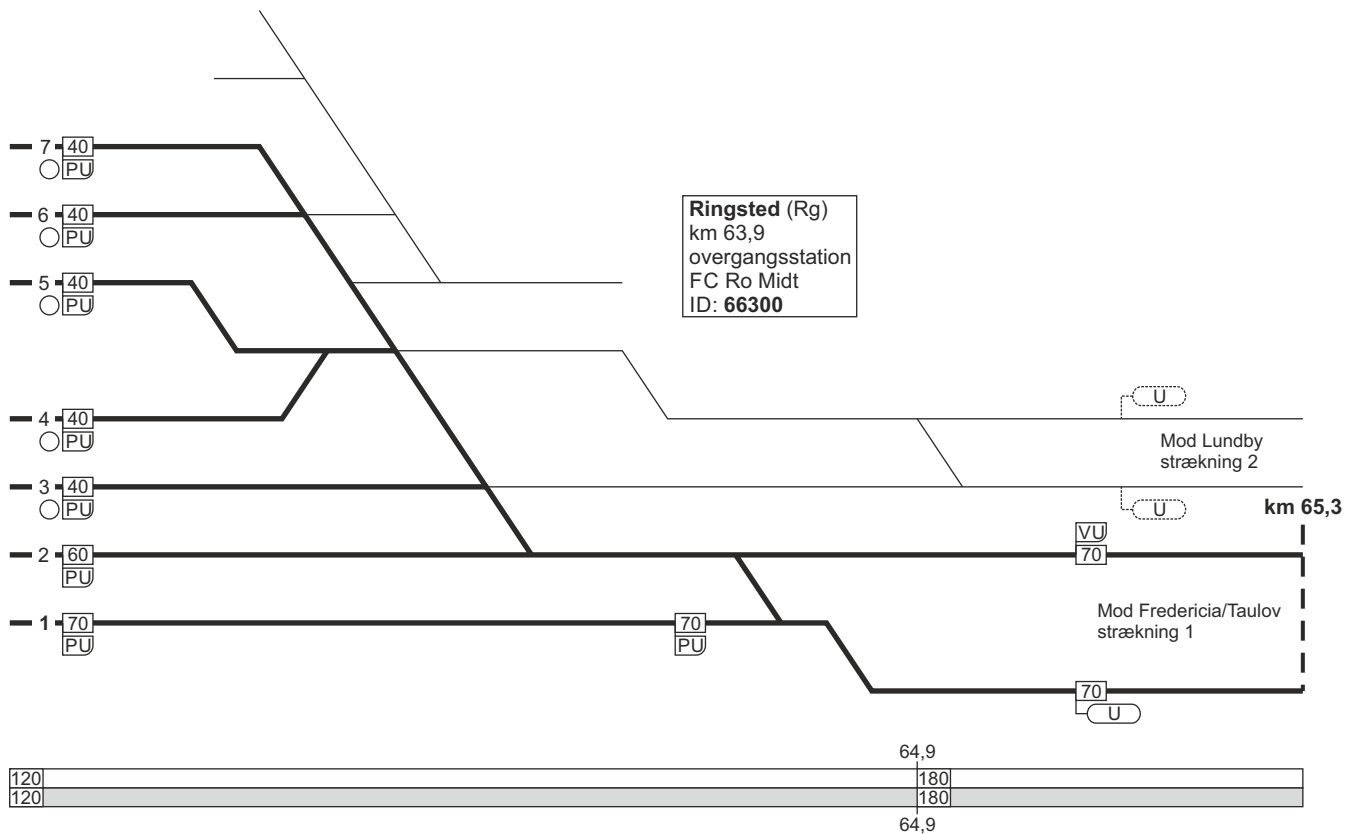 7 40
PU
6 40
PU
Ringsted (Rg)
km 63,9
overgangsstation
FC Ro Midt
ID: 66300
5 40
PU
U
4 40
PU
Mod Lundby
strækning 2
3 40
PU
U
km 65,3
VU
2 60
70
PU
Mod Fredericia/Taulov
strækning 1
1 70
70
PU
PU
70
U
64,9
120
180
120
180
64,9